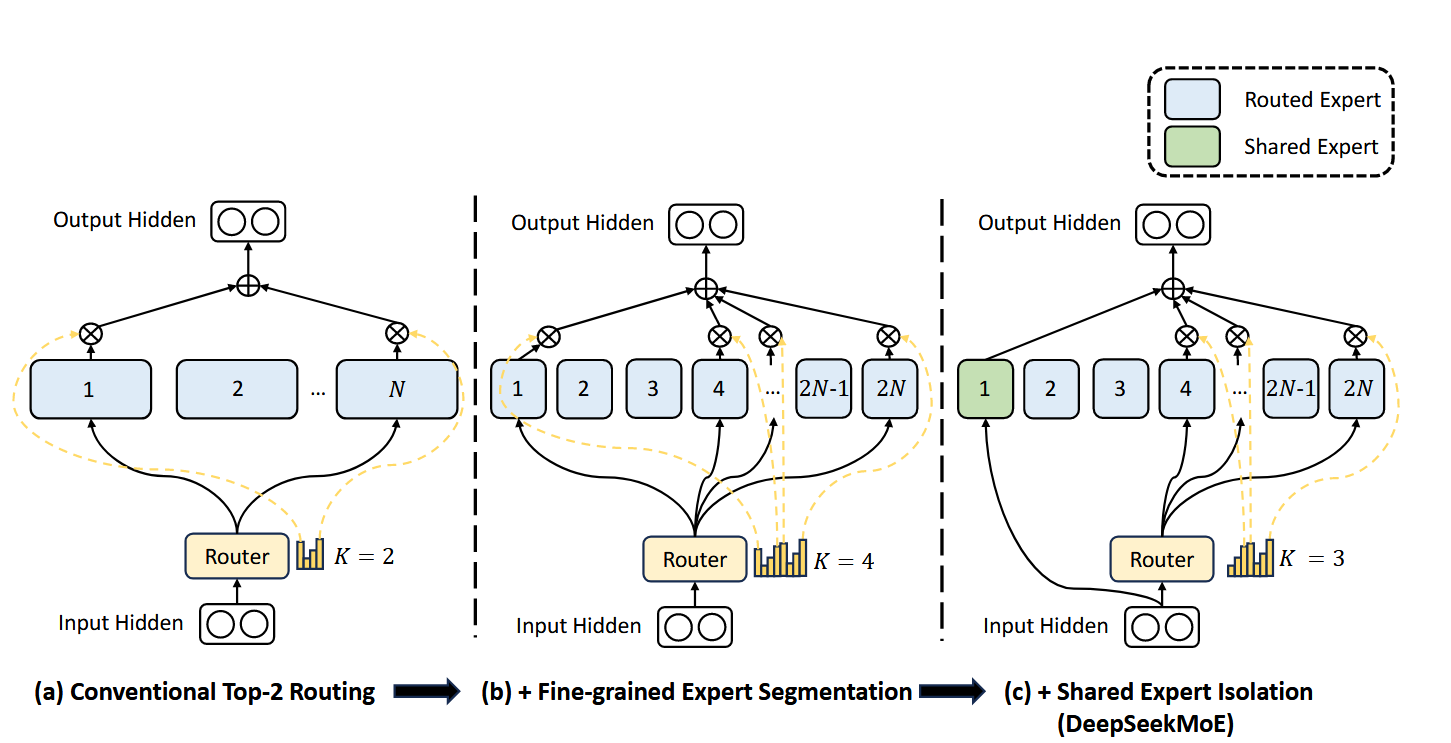 Routed Expert
Shared Expert
Output Hidden
1
2
...
N
Router
K = 2
Input Hidden
(a) Conventional Top-2 Routing
Output Hidden
1
2
3
4
...
2N-1
2N
Router
K = 4
Input Hidden
(b) + Fine-grained Expert Segmentation
Output Hidden
1
2
3
4
...
2N-1
2N
Router
K = 3
Input Hidden
(c) + Shared Expert Isolation
(DeepSeekMoE)